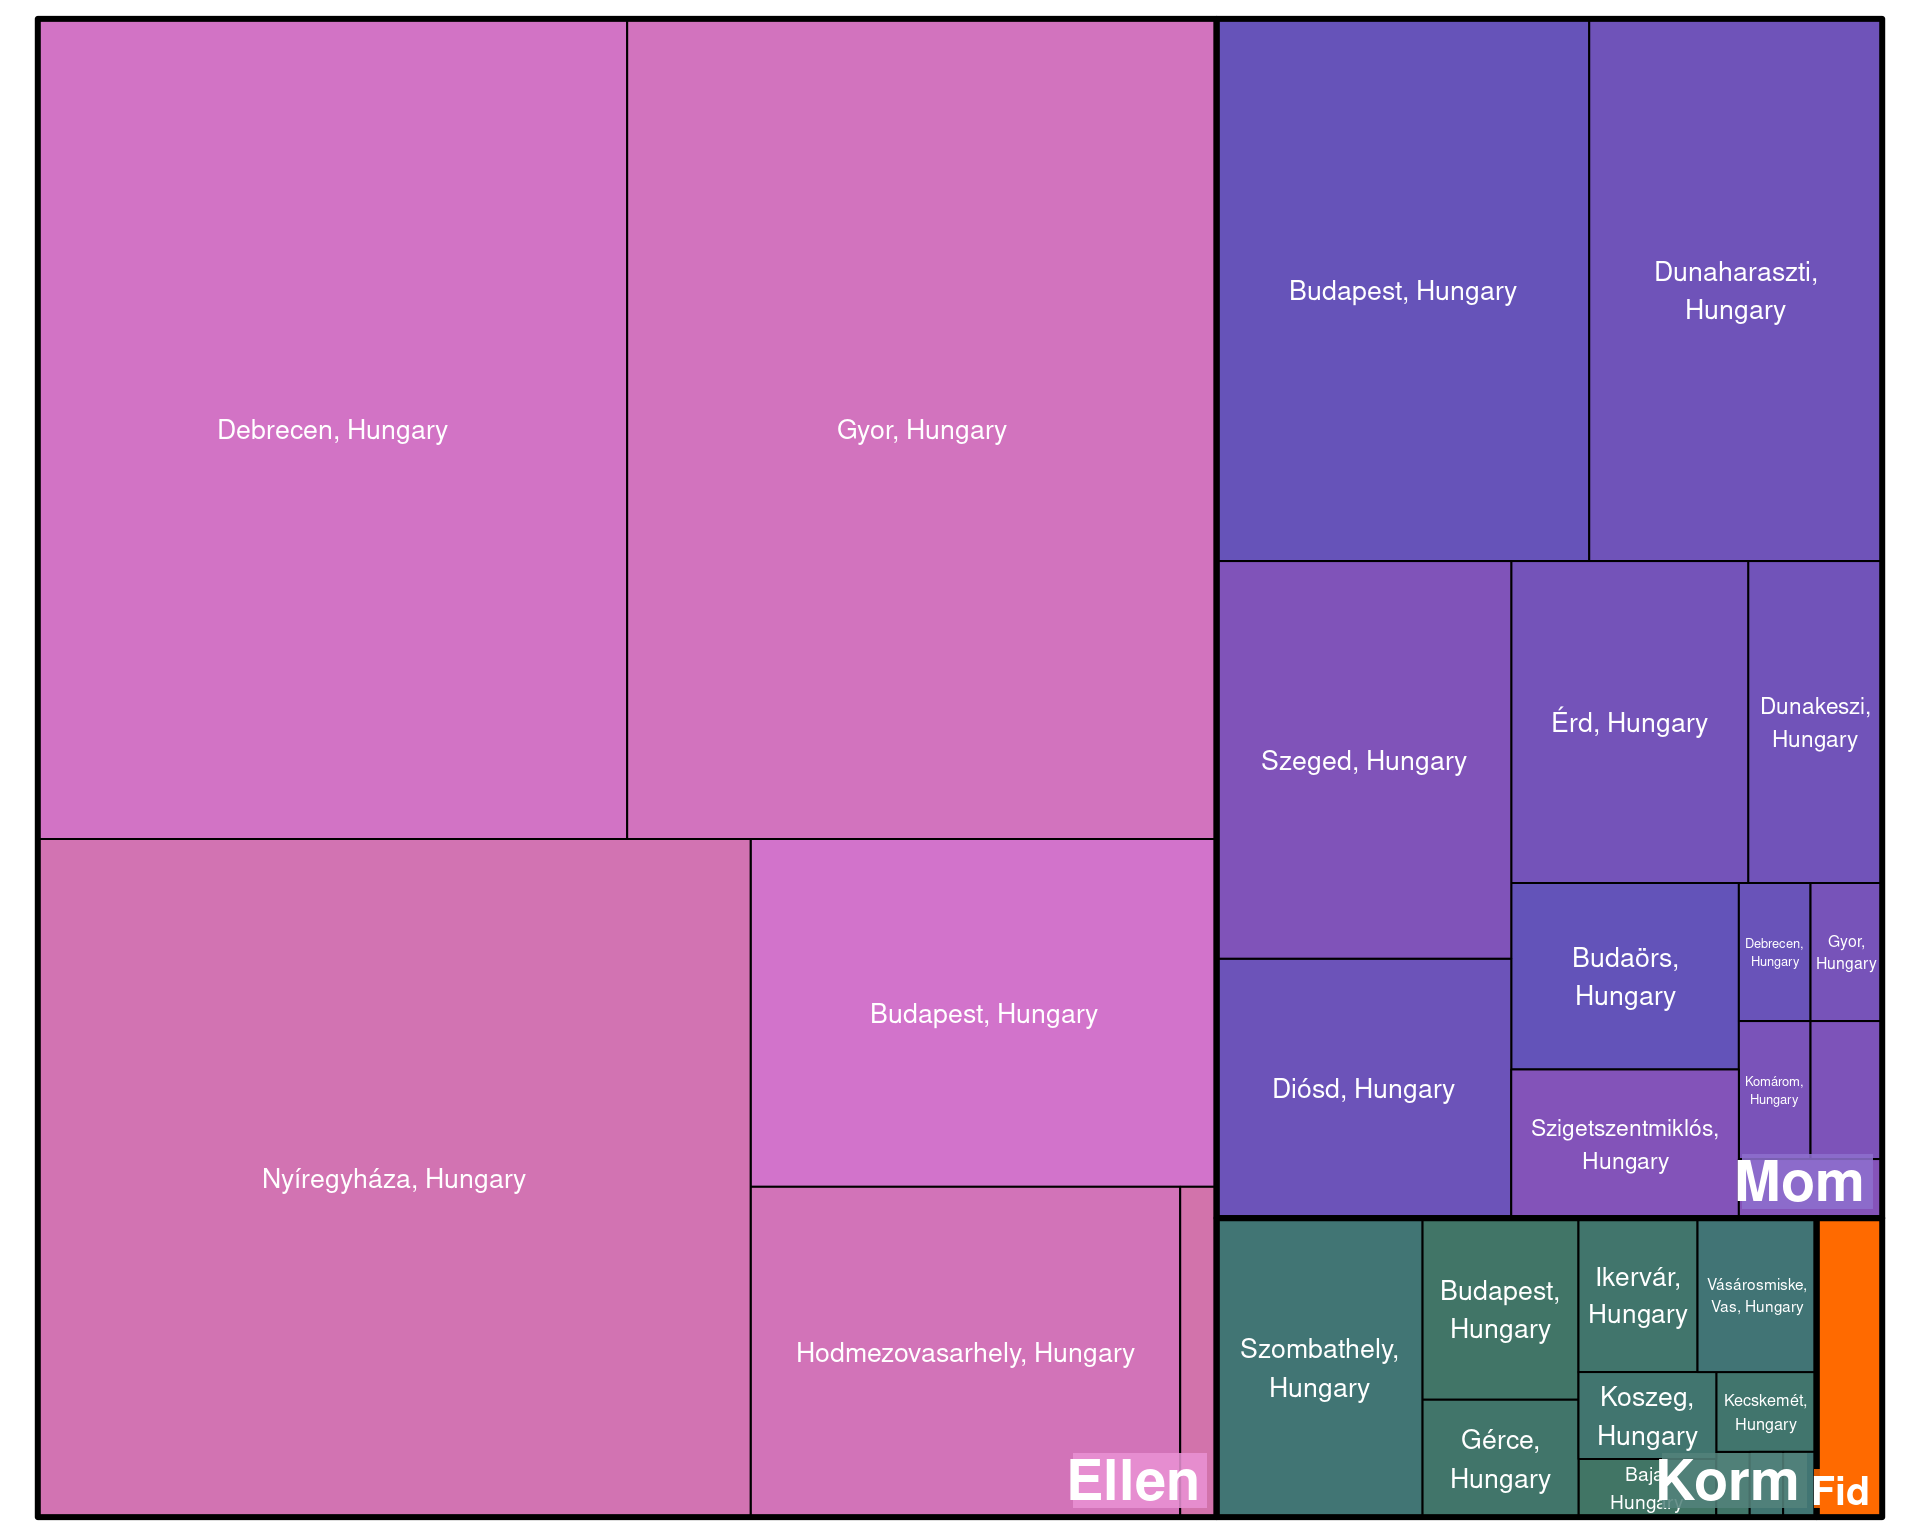 Debrecen, Hungary
Gyor, Hungary
Nyíregyháza, Hungary
Budapest, Hungary
Hodmezovasarhely, Hungary
Ellen
Budapest, Hungary
Dunaharaszti,
Hungary
Szeged, Hungary
Érd, Hungary
Dunakeszi,
Hungary
Diósd, Hungary
Budaörs,
Hungary
Debrecen,
Hungary
Gyor,
Hungary
Szigetszentmiklós,
Hungary
Komárom,
Hungary
Mom
Szombathely,
Hungary
Budapest,
Hungary
Gérce,
Hungary
Ikervár,
Hungary
Vásárosmiske,
Vas, Hungary
Koszeg,
Hungary
Kecskemét,
Hungary
Baja,
Hungary
Korm
Fid